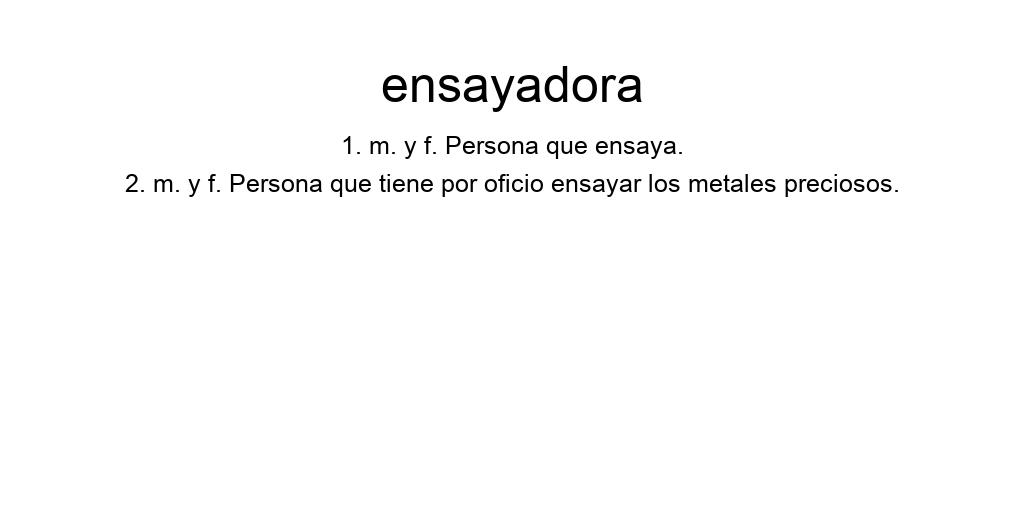 ensayadora
1. m. y f. Persona que ensaya.
2. m. y f. Persona que tiene por oficio ensayar los metales preciosos.